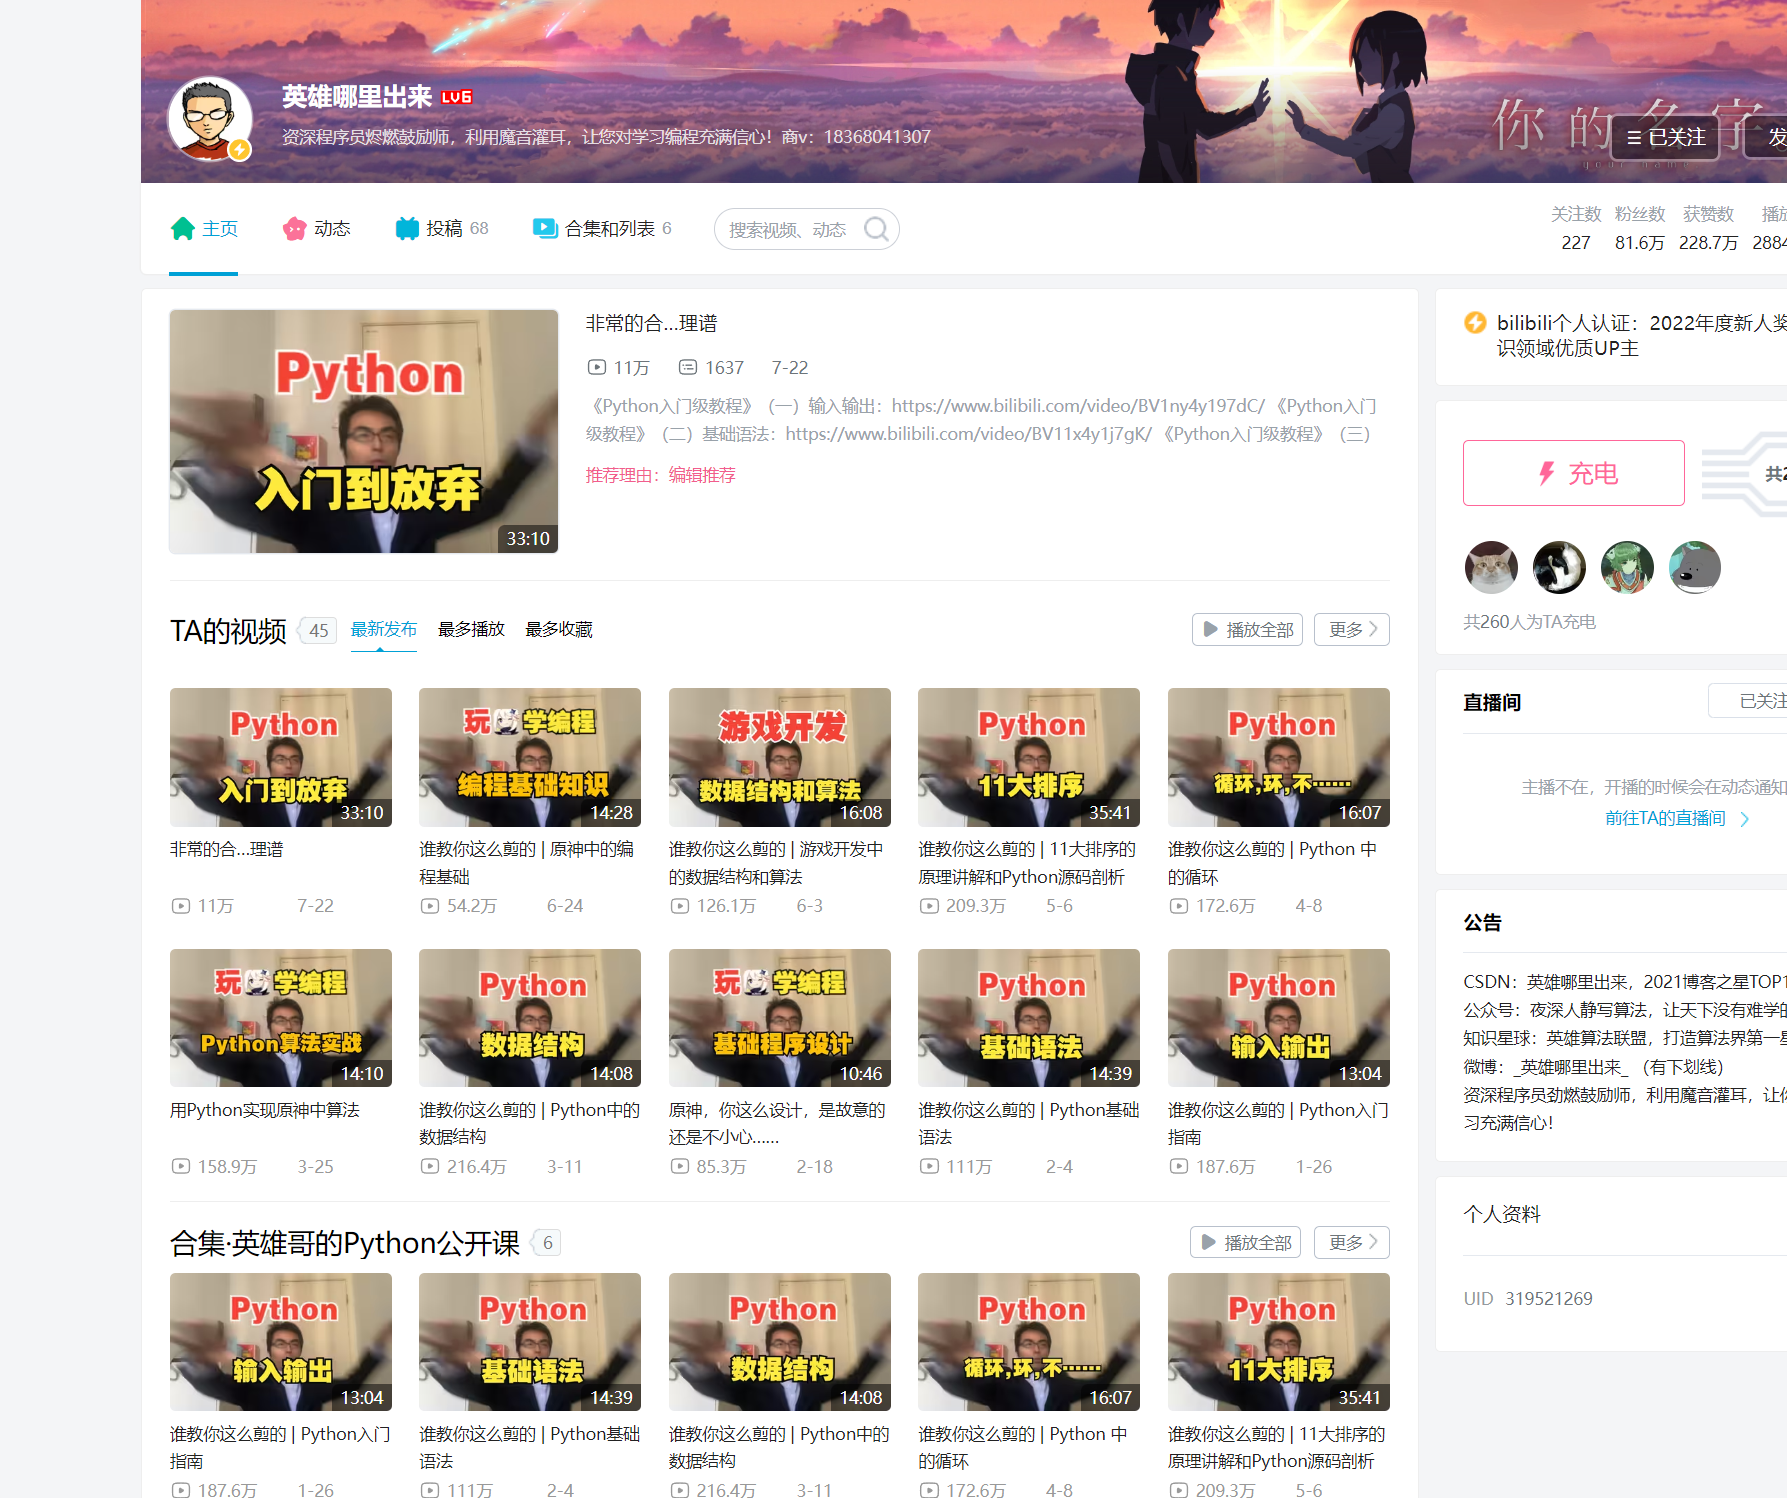 英雄哪里出来 LV6
资深程序员烬燃鼓励师，利用魔音灌耳，让您对学习编程充满信心！商v：18368041307
你的名字
your name
已关注
发
主页
动态
投稿 68
合集和列表 6
搜索视频、动态
关注数 粉丝数 获赞数 播放
227 81.6万 228.7万 2884
Python
入门到放弃
33:10
非常的合...理谱
11万 1637 7-22
《Python入门级教程》（一）输入输出：https://www.bilibili.com/video/BV1ny4y197dC/ 《Python入门
级教程》（二）基础语法：https://www.bilibili.com/video/BV11x4y1j7gK/ 《Python入门级教程》（三）
推荐理由：编辑推荐
TA的视频 45 最新发布 最多播放 最多收藏 播放全部 更多
Python
入门到放弃
33:10
非常的合...理谱
11万 7-22
玩 学编程
编程基础知识
14:28
谁教你这么剪的 | 原神中的编
程基础
54.2万 6-24
游戏开发
数据结构和算法
16:08
谁教你这么剪的 | 游戏开发中
的数据结构和算法
126.1万 6-3
Python
11大排序
35:41
谁教你这么剪的 | 11大排序的
原理讲解和Python源码剖析
209.3万 5-6
Python
循环,环,不……
16:07
谁教你这么剪的 | Python 中
的循环
172.6万 4-8
玩 学编程
Python算法实战
14:10
用Python实现原神中算法
158.9万 3-25
Python
数据结构
14:08
谁教你这么剪的 | Python中的
数据结构
216.4万 3-11
玩 学编程
基础程序设计
10:46
原神，你这么设计，是故意的
还是不小心......
85.3万 2-18
Python
基础语法
14:39
谁教你这么剪的 | Python基础
语法
111万 2-4
Python
输入输出
13:04
谁教你这么剪的 | Python入门
指南
187.6万 1-26
合集·英雄哥的Python公开课 6 播放全部 更多
Python
输入输出
13:04
谁教你这么剪的 | Python入门
指南
187.6万 1-26
Python
基础语法
14:39
谁教你这么剪的 | Python基础
语法
111万 2-4
Python
数据结构
14:08
谁教你这么剪的 | Python中的
数据结构
216.4万 3-11
Python
循环,环,不……
16:07
谁教你这么剪的 | Python 中
的循环
172.6万 4-8
Python
11大排序
35:41
谁教你这么剪的 | 11大排序的
原理讲解和Python源码剖析
209.3万 5-6
bilibili个人认证：2022年度新人奖
识领域优质UP主
充电
共2
共260人为TA充电
直播间
已关注
主播不在，开播的时候会在动态通知
前往TA的直播间
公告
CSDN：英雄哪里出来，2021博客之星TOP1
公众号：夜深人静写算法，让天下没有难学的
知识星球：英雄算法联盟，打造算法界第一星
微博：_英雄哪里出来_ （有下划线）
资深程序员劲燃鼓励师，利用魔音灌耳，让你
习充满信心！
个人资料
UID 319521269